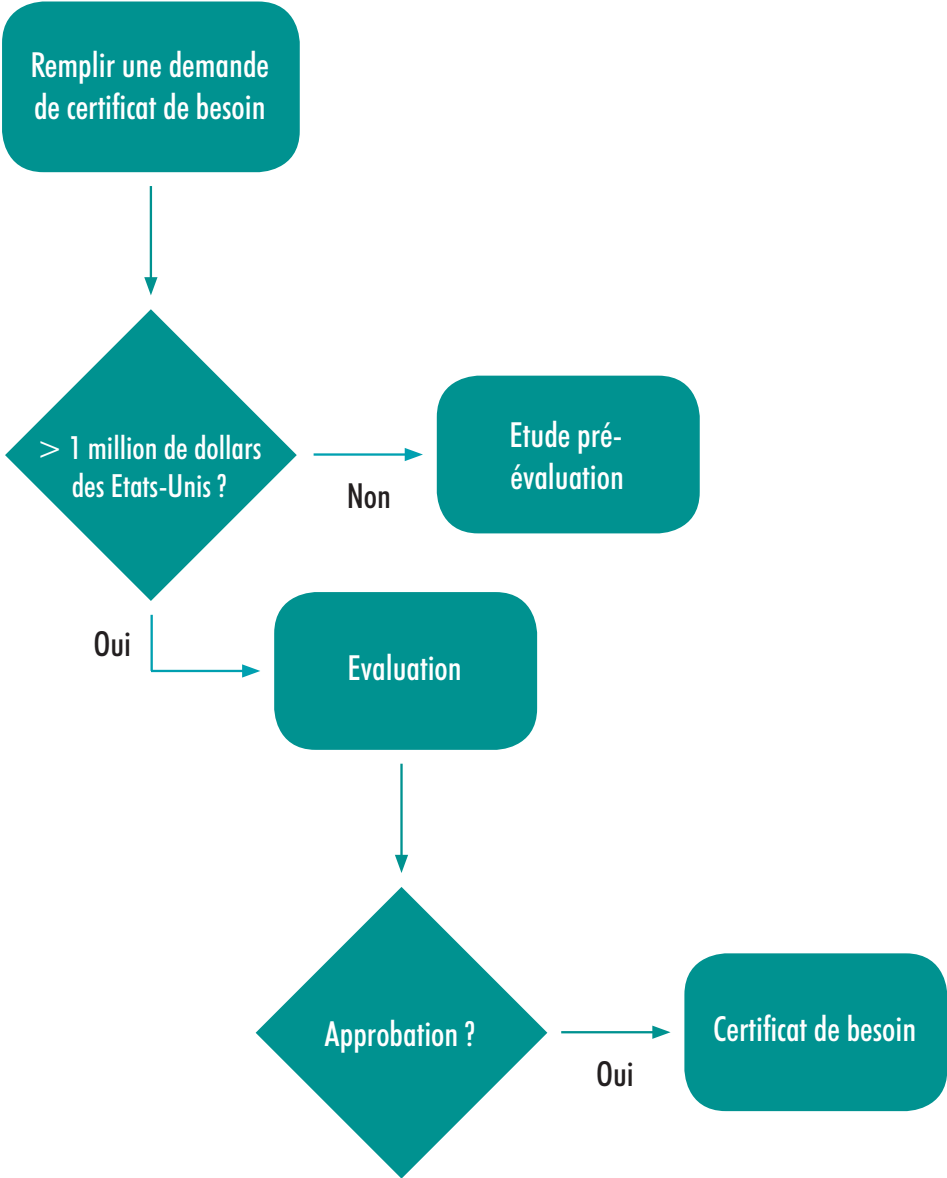 Remplir une demande
de certificat de besoin
> 1 million de dollars
des Etats-Unis ?
Non
Etude pré-
évaluation
Oui
Evaluation
Approbation ?
Oui
Certificat de besoin